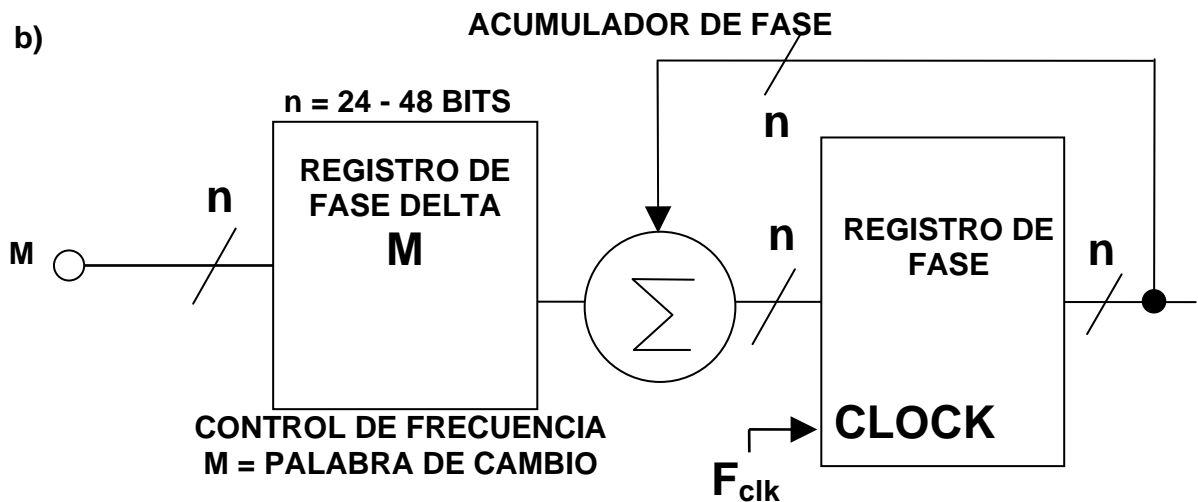 b)
ACUMULADOR DE FASE
n = 24 - 48 BITS
n
REGISTRO DE
FASE DELTA
M
n
M
n
REGISTRO DE
FASE
n
CLOCK
CONTROL DE FRECUENCIA
M = PALABRA DE CAMBIO
Fclk
∑